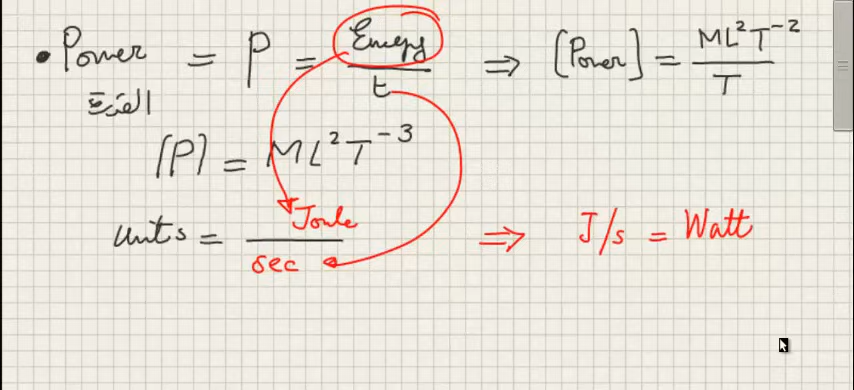 • Power = P = Energy / t ⇒ [Power] = ML²T⁻² / T
القدرة
[P] = ML²T⁻³
units = Joule / sec ⇒ J/s = Watt